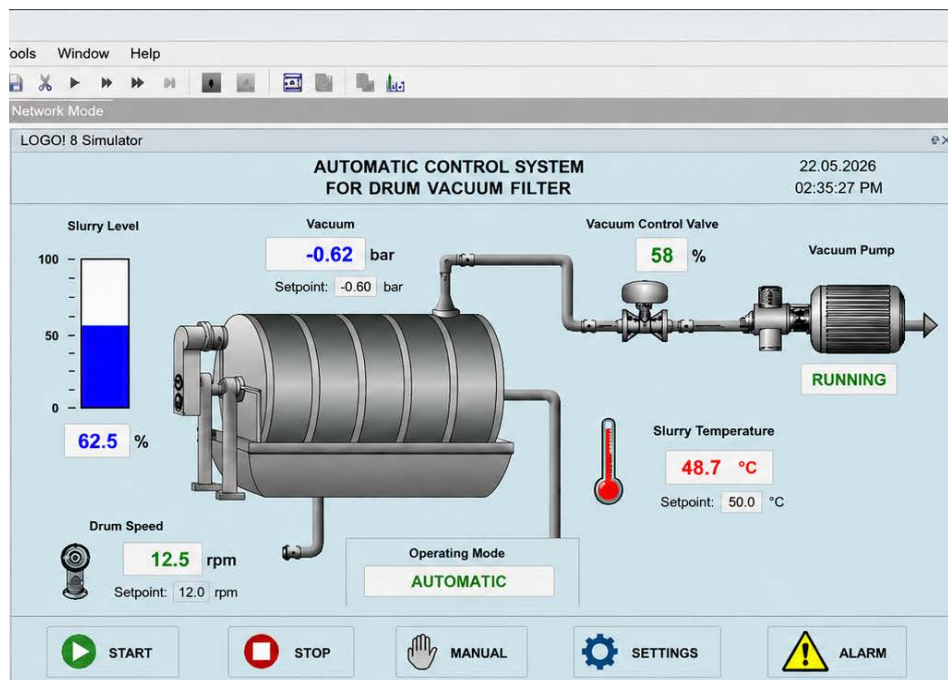 Tools Window Help
Network Mode
LOGO! 8 Simulator
AUTOMATIC CONTROL SYSTEM
FOR DRUM VACUUM FILTER
22.05.2026
02:35:27 PM
Slurry Level
100
50
0
62.5 %
Vacuum
-0.62 bar
Setpoint: -0.60 bar
Vacuum Control Valve
58 %
Vacuum Pump
RUNNING
Slurry Temperature
48.7 °C
Setpoint: 50.0 °C
Drum Speed
12.5 rpm
Setpoint: 12.0 rpm
Operating Mode
AUTOMATIC
START
STOP
MANUAL
SETTINGS
ALARM